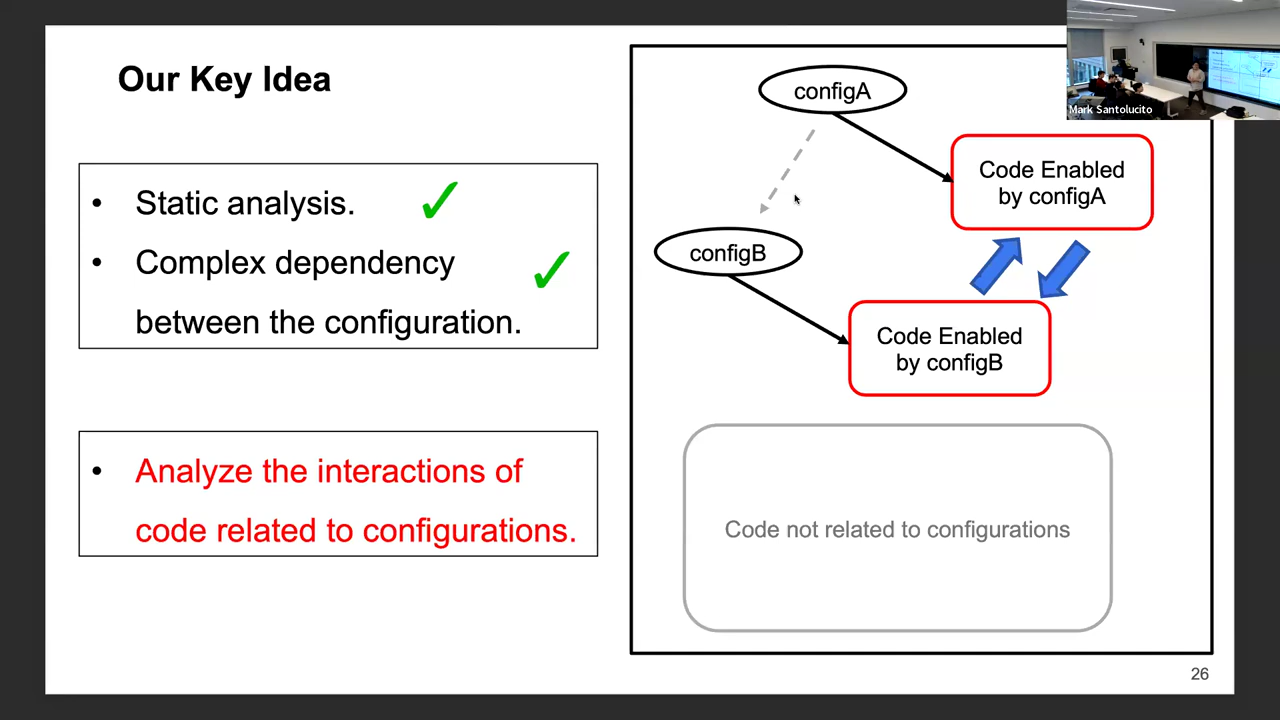 Our Key Idea
• Static analysis. ✓
• Complex dependency
between the configuration. ✓
• Analyze the interactions of
code related to configurations.
configA
Code Enabled
by configA
configB
Code Enabled
by configB
Code not related to configurations
26
Mark Santolucito